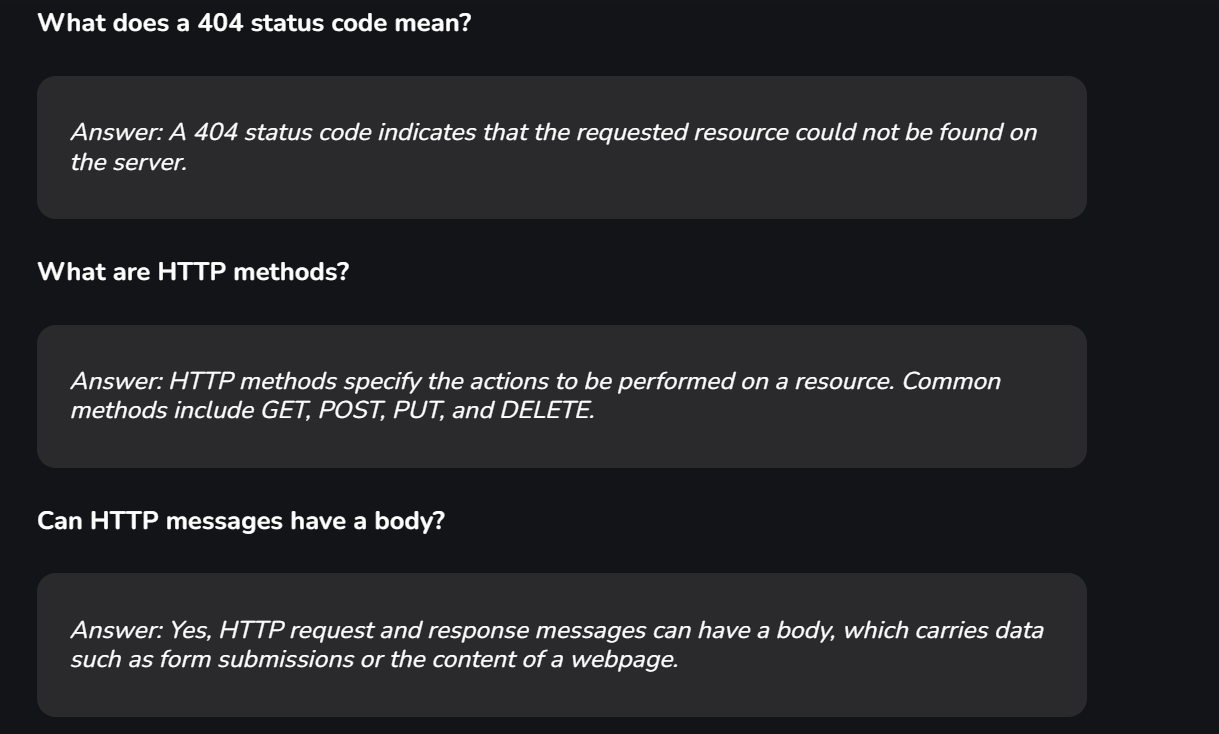 What does a 404 status code mean?
Answer: A 404 status code indicates that the requested resource could not be found on
the server.
What are HTTP methods?
Answer: HTTP methods specify the actions to be performed on a resource. Common
methods include GET, POST, PUT, and DELETE.
Can HTTP messages have a body?
Answer: Yes, HTTP request and response messages can have a body, which carries data
such as form submissions or the content of a webpage.